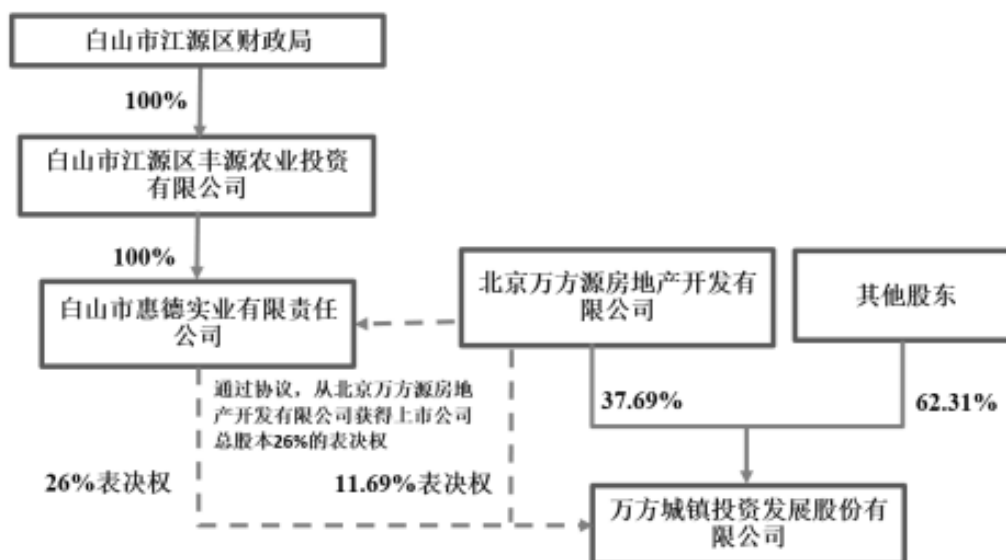 白山市江源区财政局
100%
白山市江源区丰源农业投资
有限公司
100%
白山市惠德实业有限责任
公司
北京万方源房地产开发有
限公司
其他股东
通过协议，从北京万方源房地
产开发有限公司获得上市公司
总股本26%的表决权
37.69%
62.31%
26%表决权
11.69%表决权
万方城镇投资发展股份有
限公司